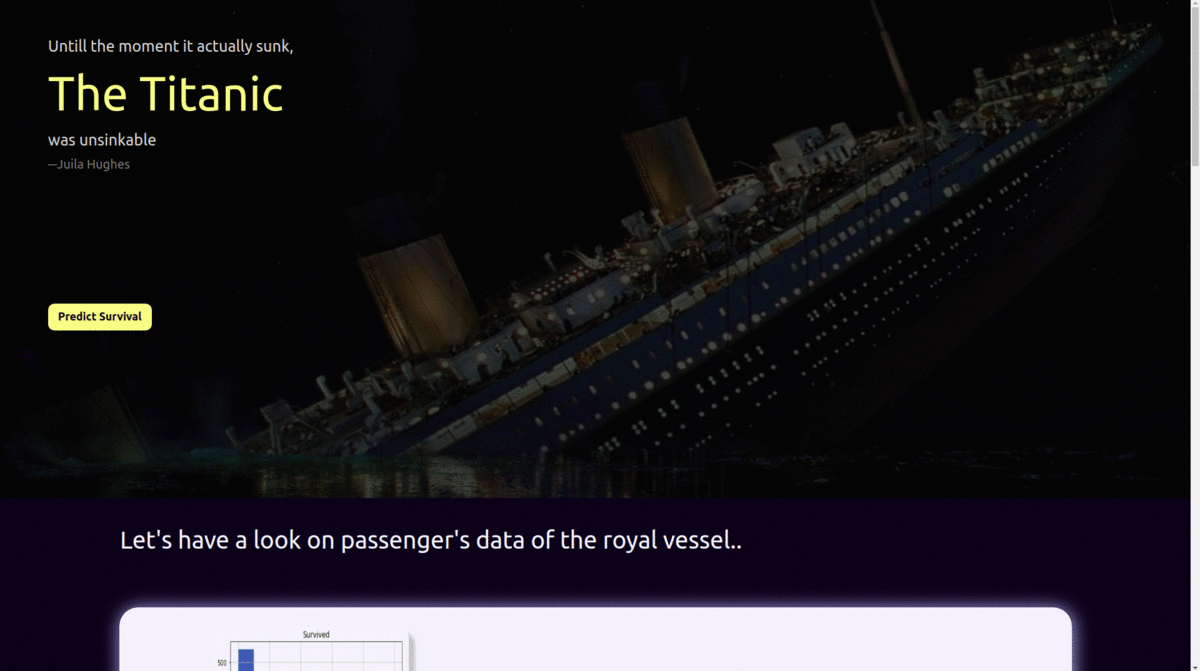 Untill the moment it actually sunk,
The Titanic
was unsinkable
—Juila Hughes
Predict Survival
Let's have a look on passenger's data of the royal vessel..
Survived
500